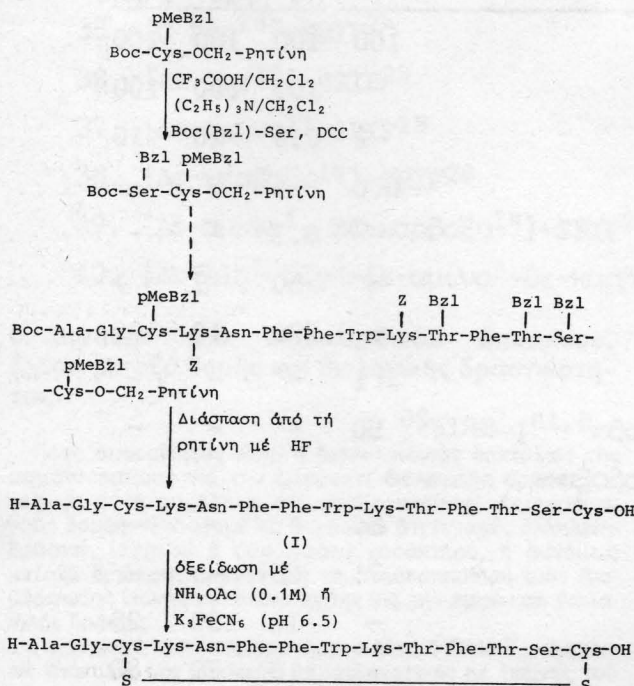 pMeBzl
Boc-Cys-OCH2-Ρητίνη
CF3COOH/CH2Cl2
(C2H5)3N/CH2Cl2
Boc(Bzl)-Ser, DCC
Bzl pMeBzl
Boc-Ser-Cys-OCH2-Ρητίνη
pMeBzl Z Bzl Bzl Bzl
Boc-Ala-Gly-Cys-Lys-Asn-Phe-Phe-Trp-Lys-Thr-Phe-Thr-Ser-
pMeBzl Z
-Cys-O-CH2-Ρητίνη
Διάσπαση ἀπό τή
ρητίνη μέ HF
H-Ala-Gly-Cys-Lys-Asn-Phe-Phe-Trp-Lys-Thr-Phe-Thr-Ser-Cys-OH
(I)
ὀξείδωση μέ
NH4OAc (0.1M) ἤ
K3FeCN6 (pH 6.5)
H-Ala-Gly-Cys-Lys-Asn-Phe-Phe-Trp-Lys-Thr-Phe-Thr-Ser-Cys-OH
S S